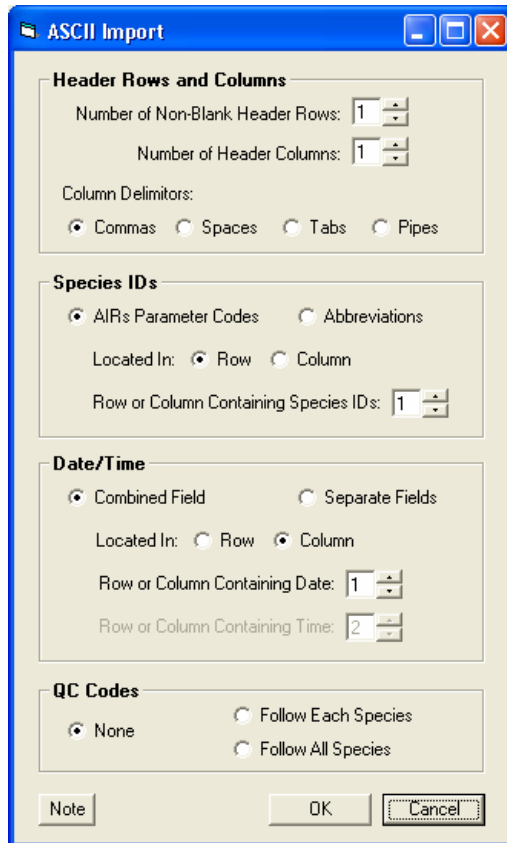 ASCII Import
Header Rows and Columns
Number of Non-Blank Header Rows: 1
Number of Header Columns: 1
Column Delimitors:
Commas Spaces Tabs Pipes
Species IDs
AIRs Parameter Codes Abbreviations
Located In: Row Column
Row or Column Containing Species IDs: 1
Date/Time
Combined Field Separate Fields
Located In: Row Column
Row or Column Containing Date: 1
Row or Column Containing Time: 2
QC Codes
None
Follow Each Species
Follow All Species
Note OK Cancel